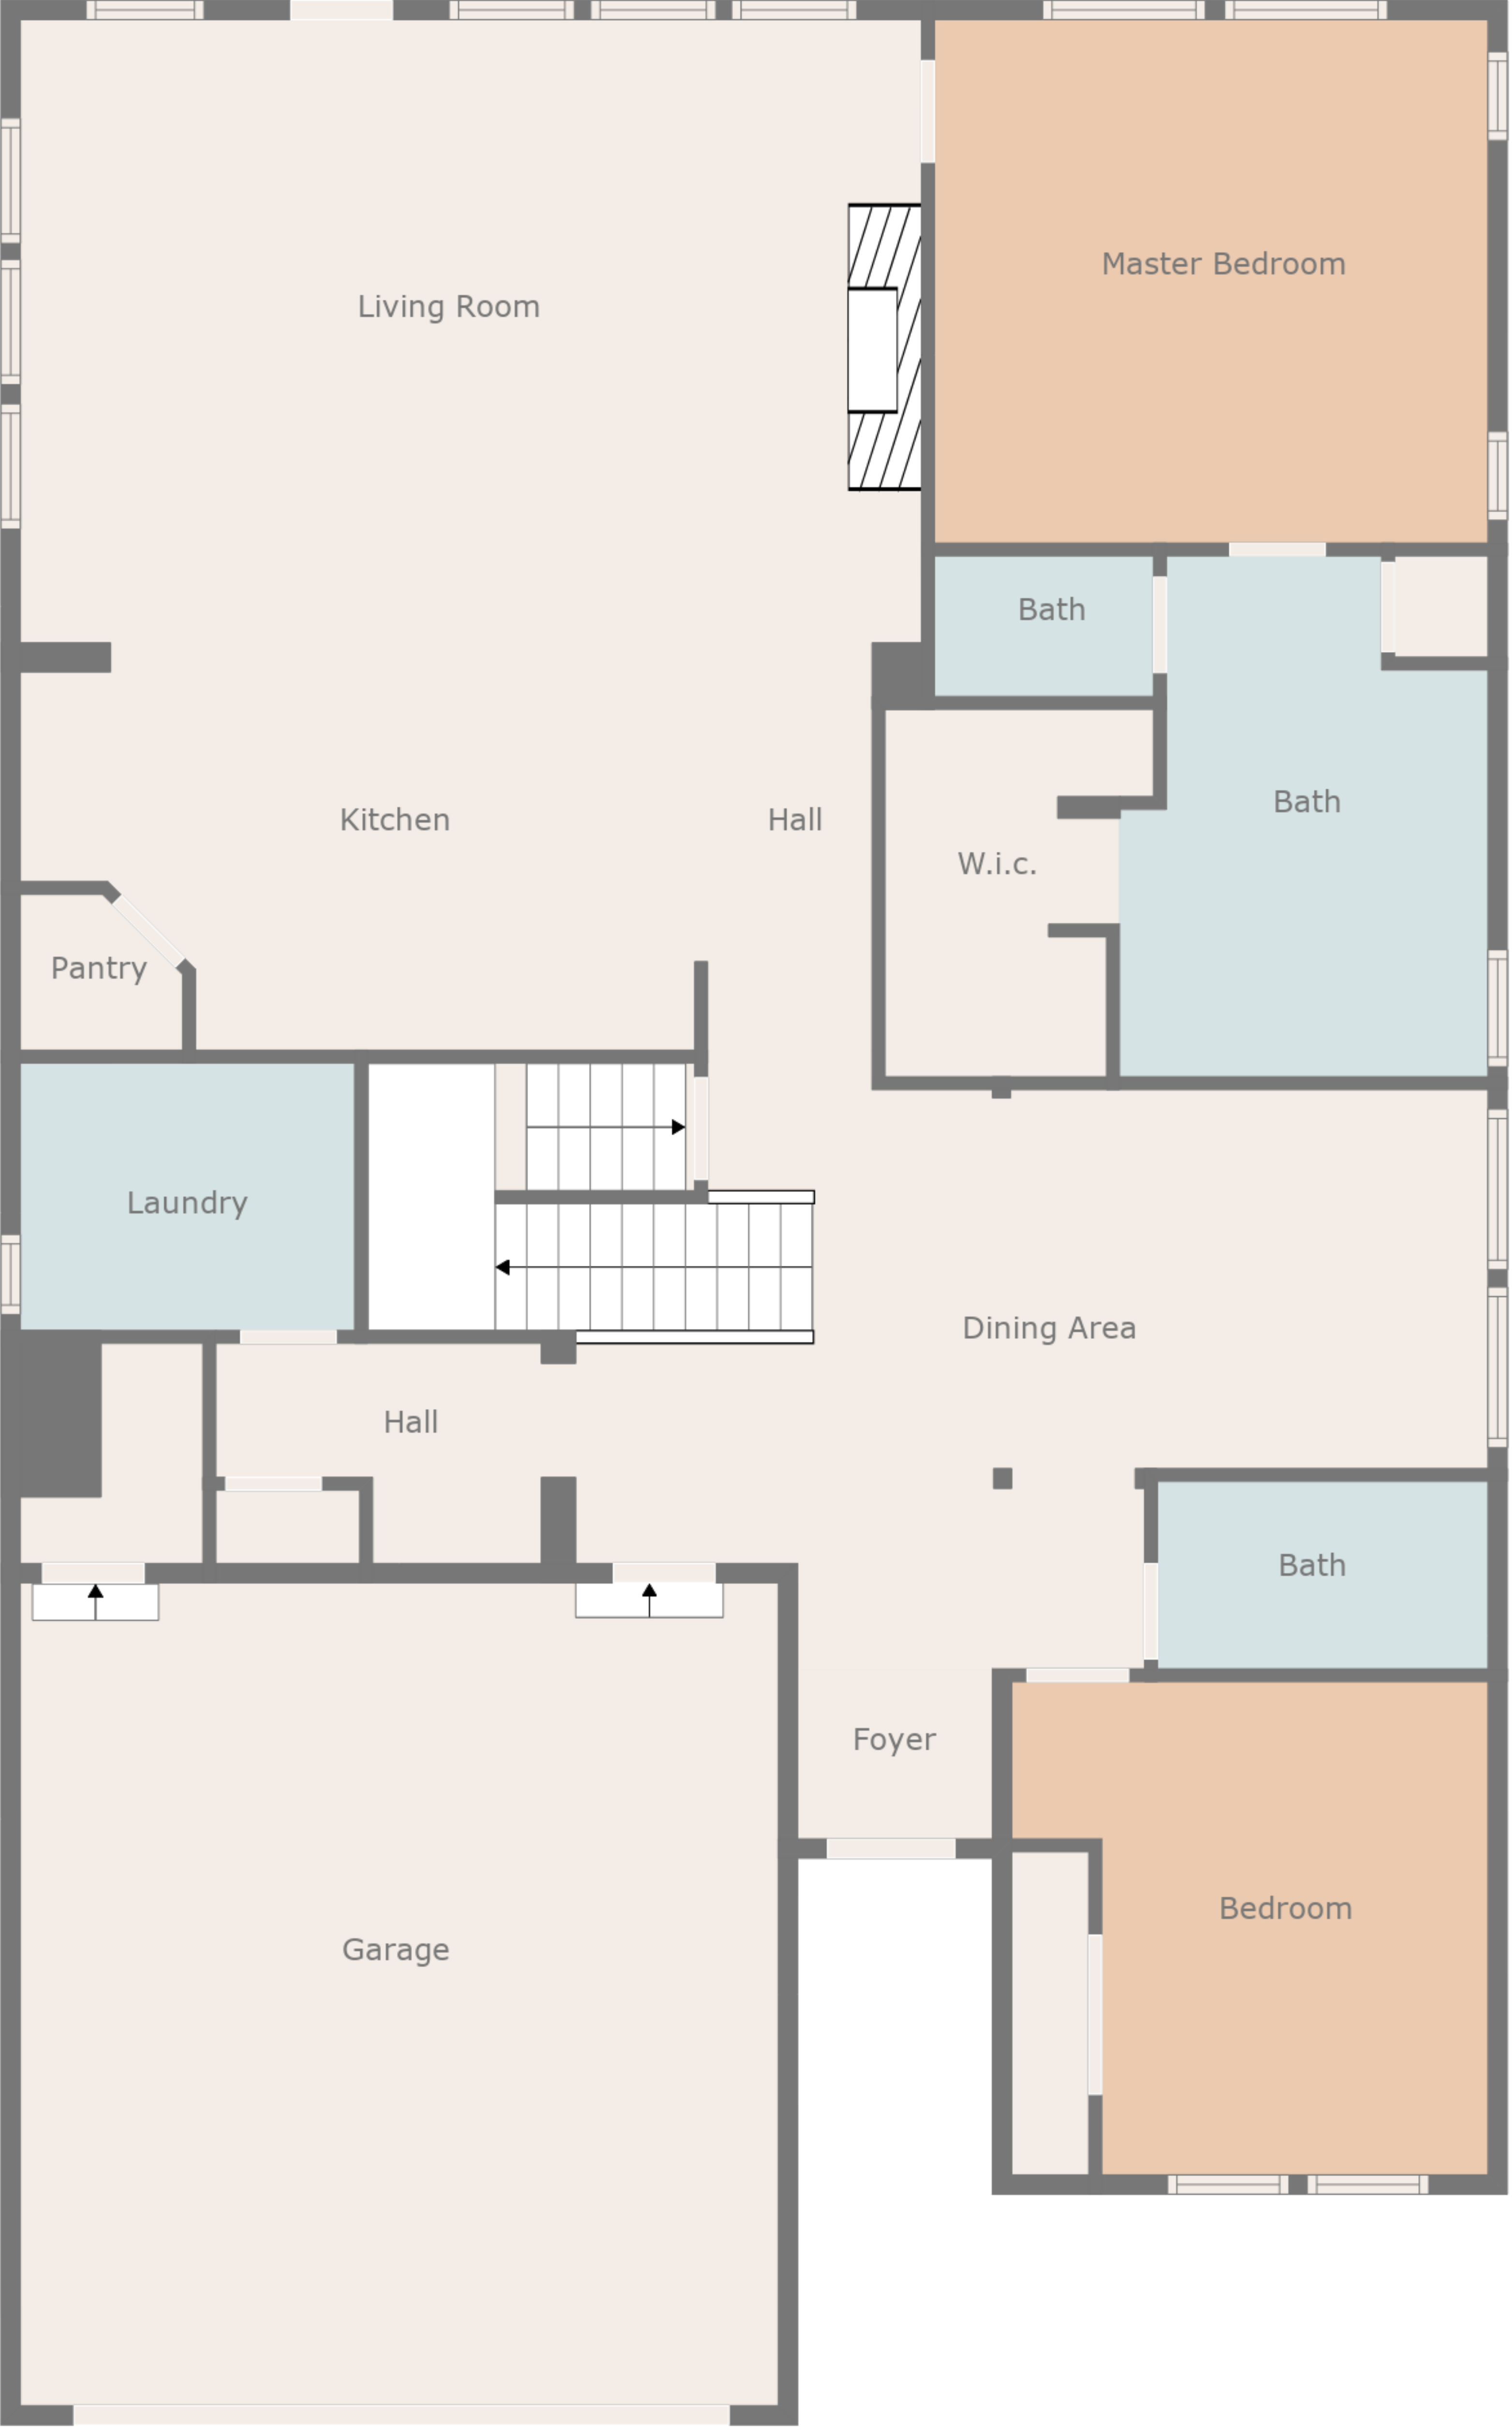 Master Bedroom
Living Room
Bath
Bath
Kitchen
Hall
W.i.c.
Pantry
Laundry
Dining Area
Hall
Bath
Foyer
Bedroom
Garage